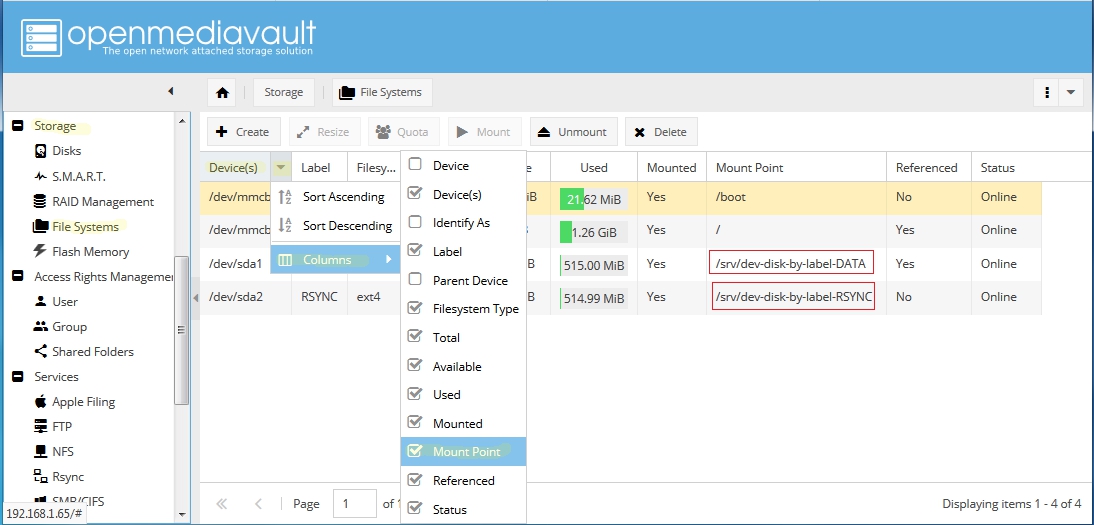 openmediavault
The open network attached storage solution
Storage
File Systems
Storage
Disks
S.M.A.R.T.
RAID Management
File Systems
Flash Memory
Access Rights Managemen
User
Group
Shared Folders
Services
Apple Filing
FTP
NFS
Rsync
SMB/CIFS
192.168.1.65/#
Create Resize Quota Mount Unmount Delete
Device(s) Label Filesy... e Used Mounted Mount Point Referenced Status
/dev/mmcb iB 21.62 MiB Yes /boot No Online
/dev/mmcb 1.26 GiB Yes / Yes Online
/dev/sda1 515.00 MiB Yes /srv/dev-disk-by-label-DATA Yes Online
/dev/sda2 RSYNC ext4 514.99 MiB Yes /srv/dev-disk-by-label-RSYNC No Online
Sort Ascending
Sort Descending
Columns
Device
Device(s)
Identify As
Label
Parent Device
Filesystem Type
Total
Available
Used
Mounted
Mount Point
Referenced
Status
Page 1 of 1
Displaying items 1 - 4 of 4